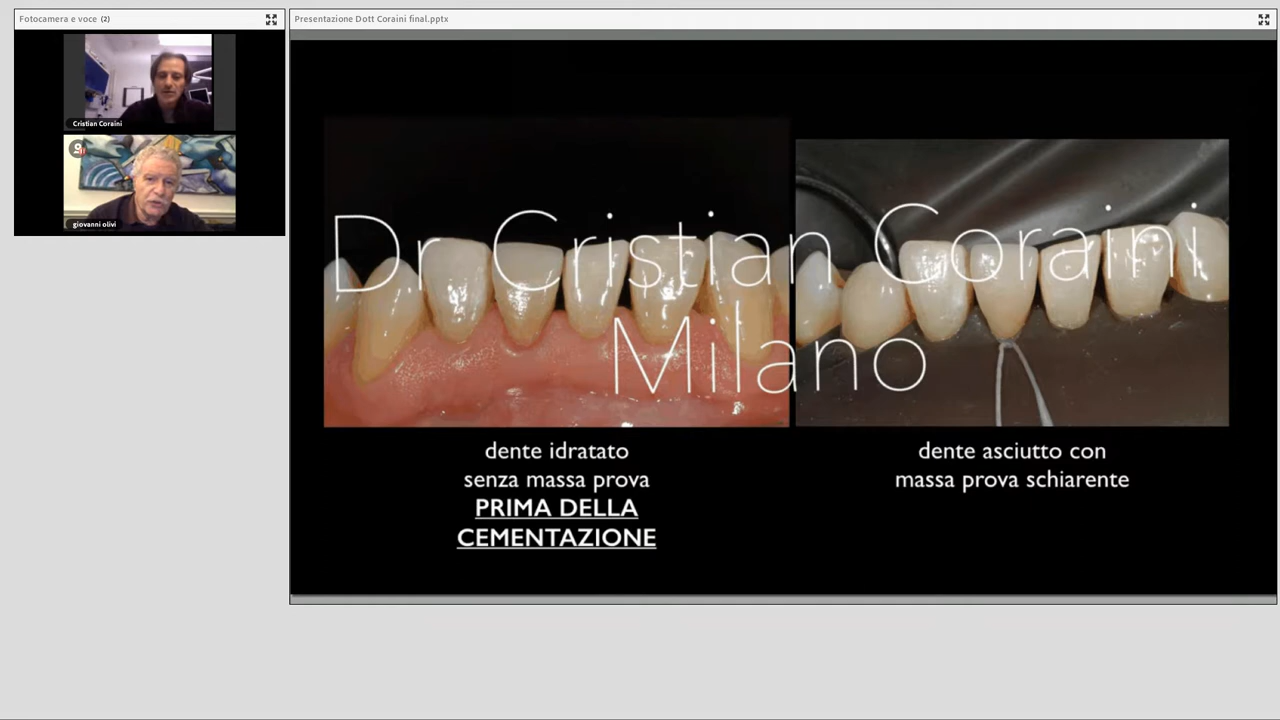 Fotocamera e voce (2)
Cristian Coraini
giovanni olivi
Presentazione Dott Coraini final.pptx
Dr Cristian Coraini
Milano
dente idratato
senza massa prova
PRIMA DELLA
CEMENTAZIONE
dente asciutto con
massa prova schiarente